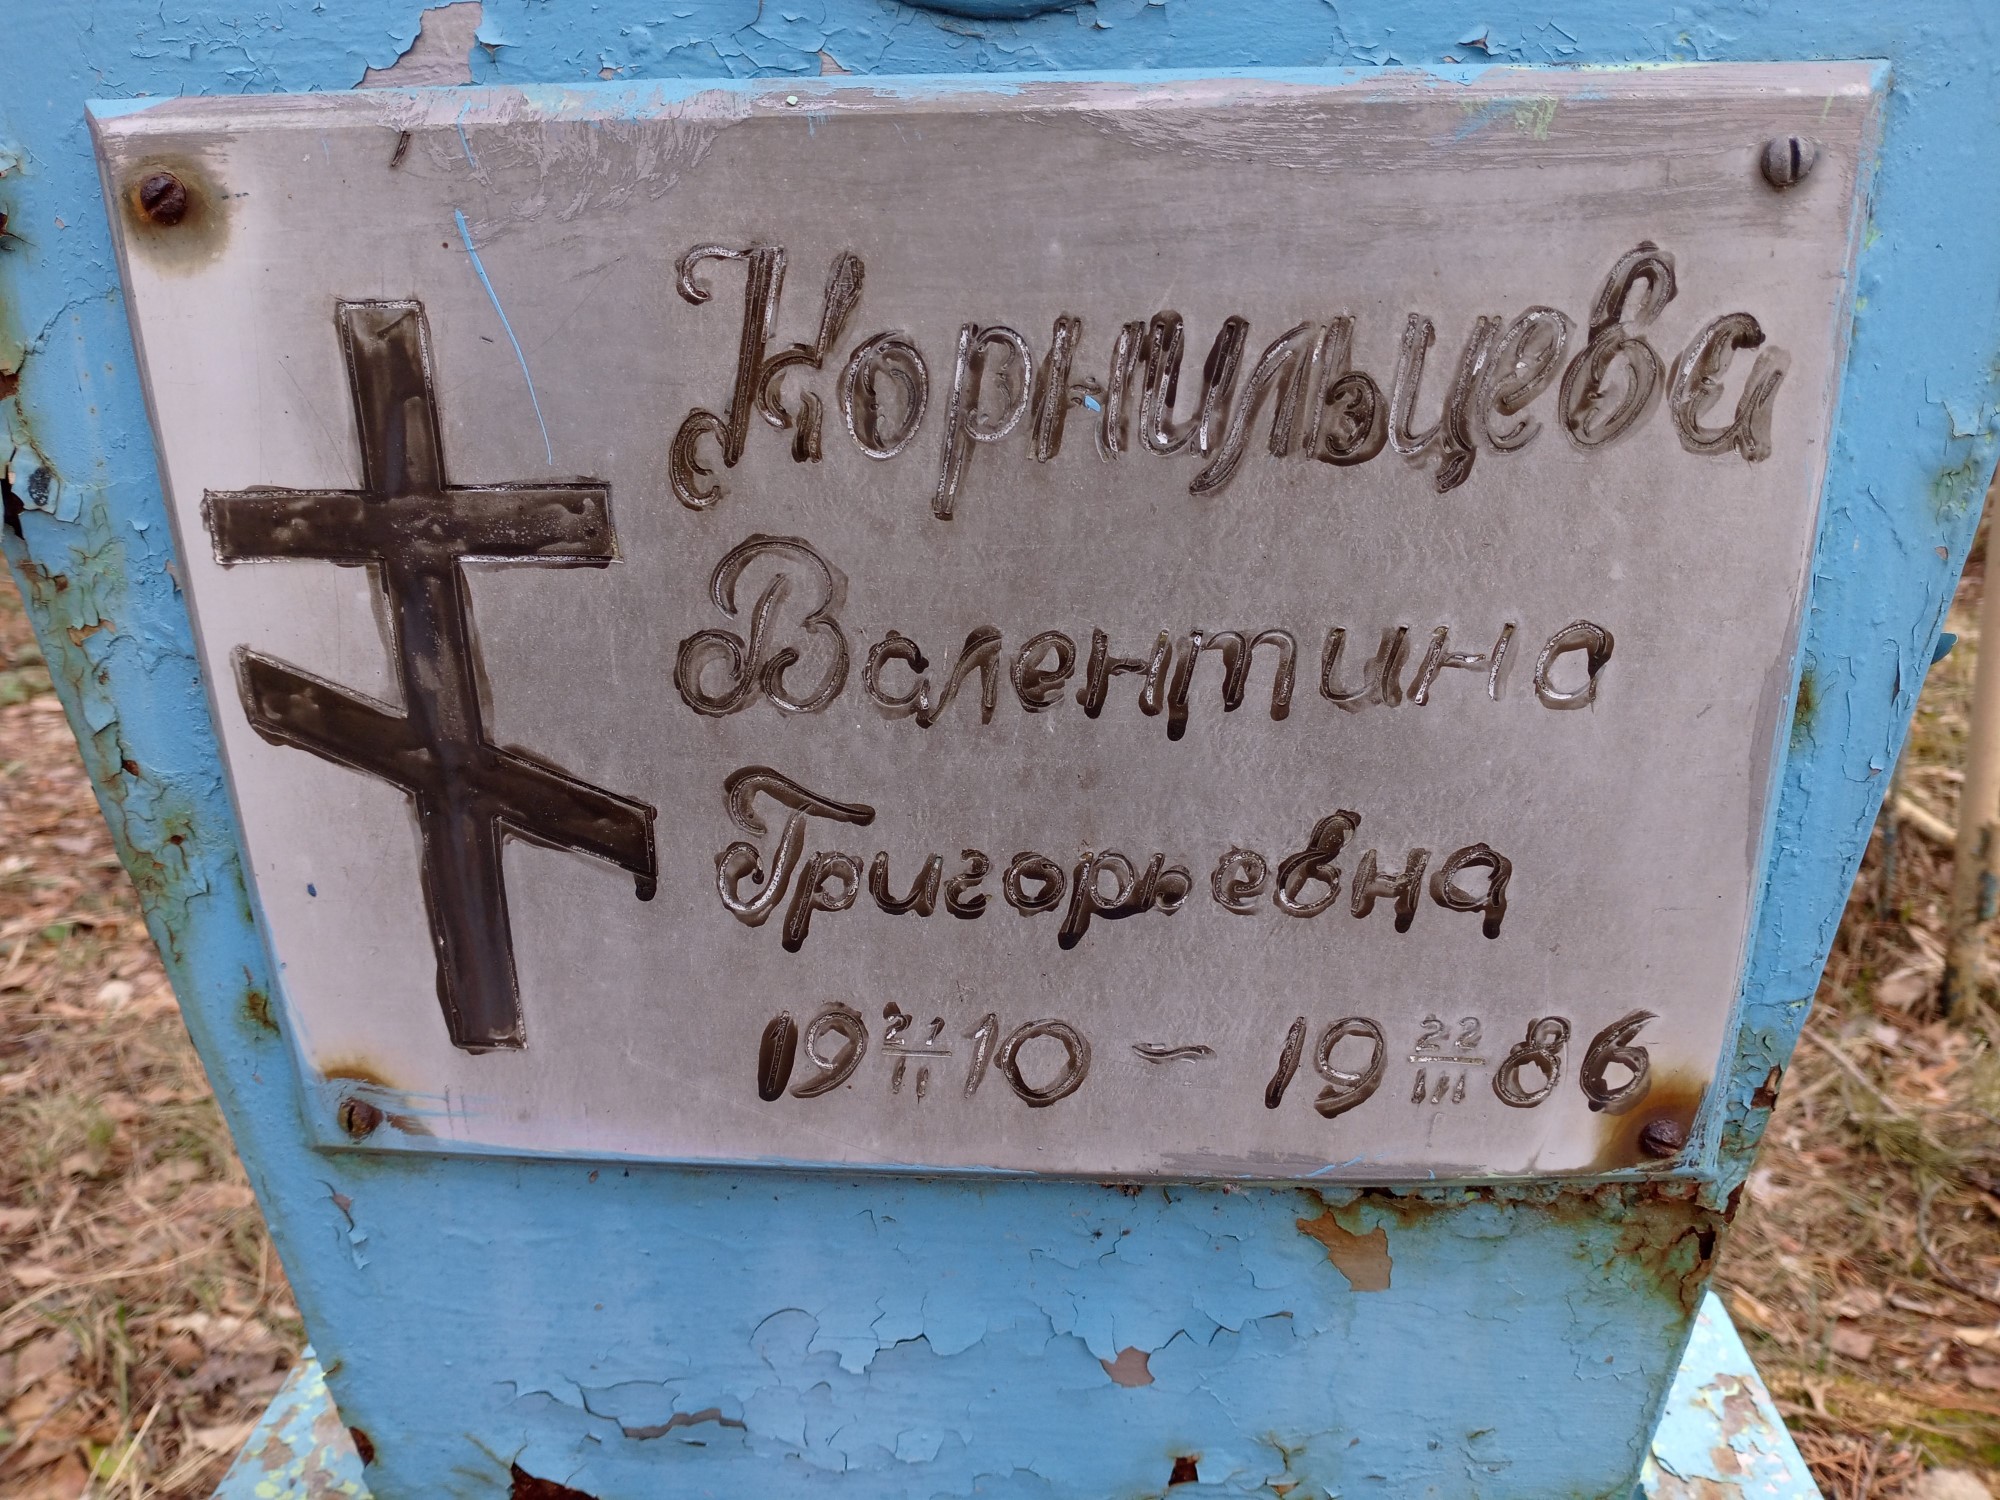 Корнильцева
Валентина
Григорьевна
19 21/II 10 – 19 22/III 86